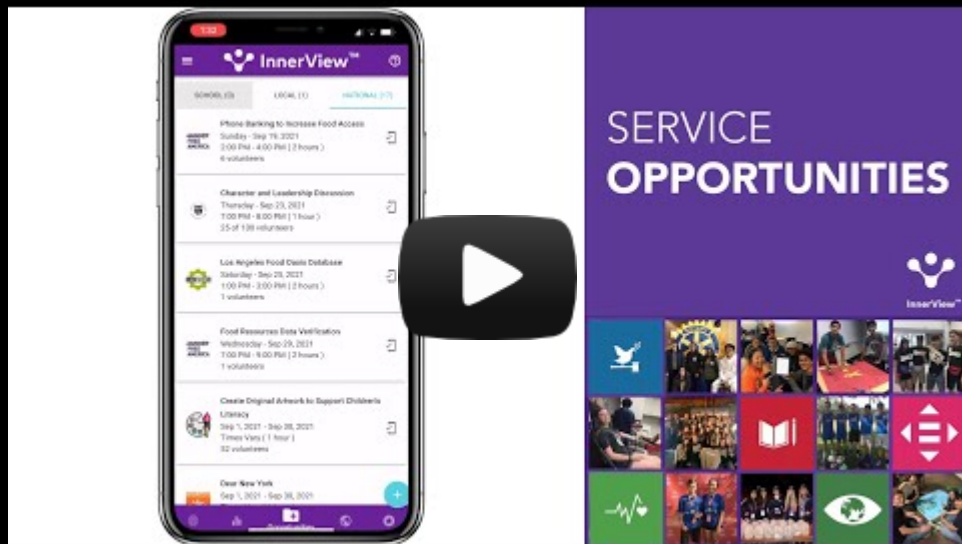 1:32
InnerView™
SCHOOL (0) LOCAL (1) NATIONAL (17)
Phone Banking to Increase Food Access
Sunday - Sep 19, 2021
2:00 PM - 4:00 PM ( 2 hours )
6 volunteers
Character and Leadership Discussion
Thursday - Sep 23, 2021
7:00 PM - 8:00 PM ( 1 hour )
25 of 100 volunteers
Los Angeles Food Oasis Database
Saturday - Sep 25, 2021
1:00 PM - 3:00 PM ( 2 hours )
1 volunteers
Food Resources Data Verification
Wednesday - Sep 29, 2021
7:00 PM - 9:00 PM ( 2 hours )
1 volunteers
Create Original Artwork to Support Children's
Literacy
Sep 1, 2021 - Sep 30, 2021
Times Vary ( 1 hour )
52 volunteers
Dear New York
Sep 1, 2021 - Sep 30, 2021
Opportunities
SERVICE
OPPORTUNITIES
InnerView™